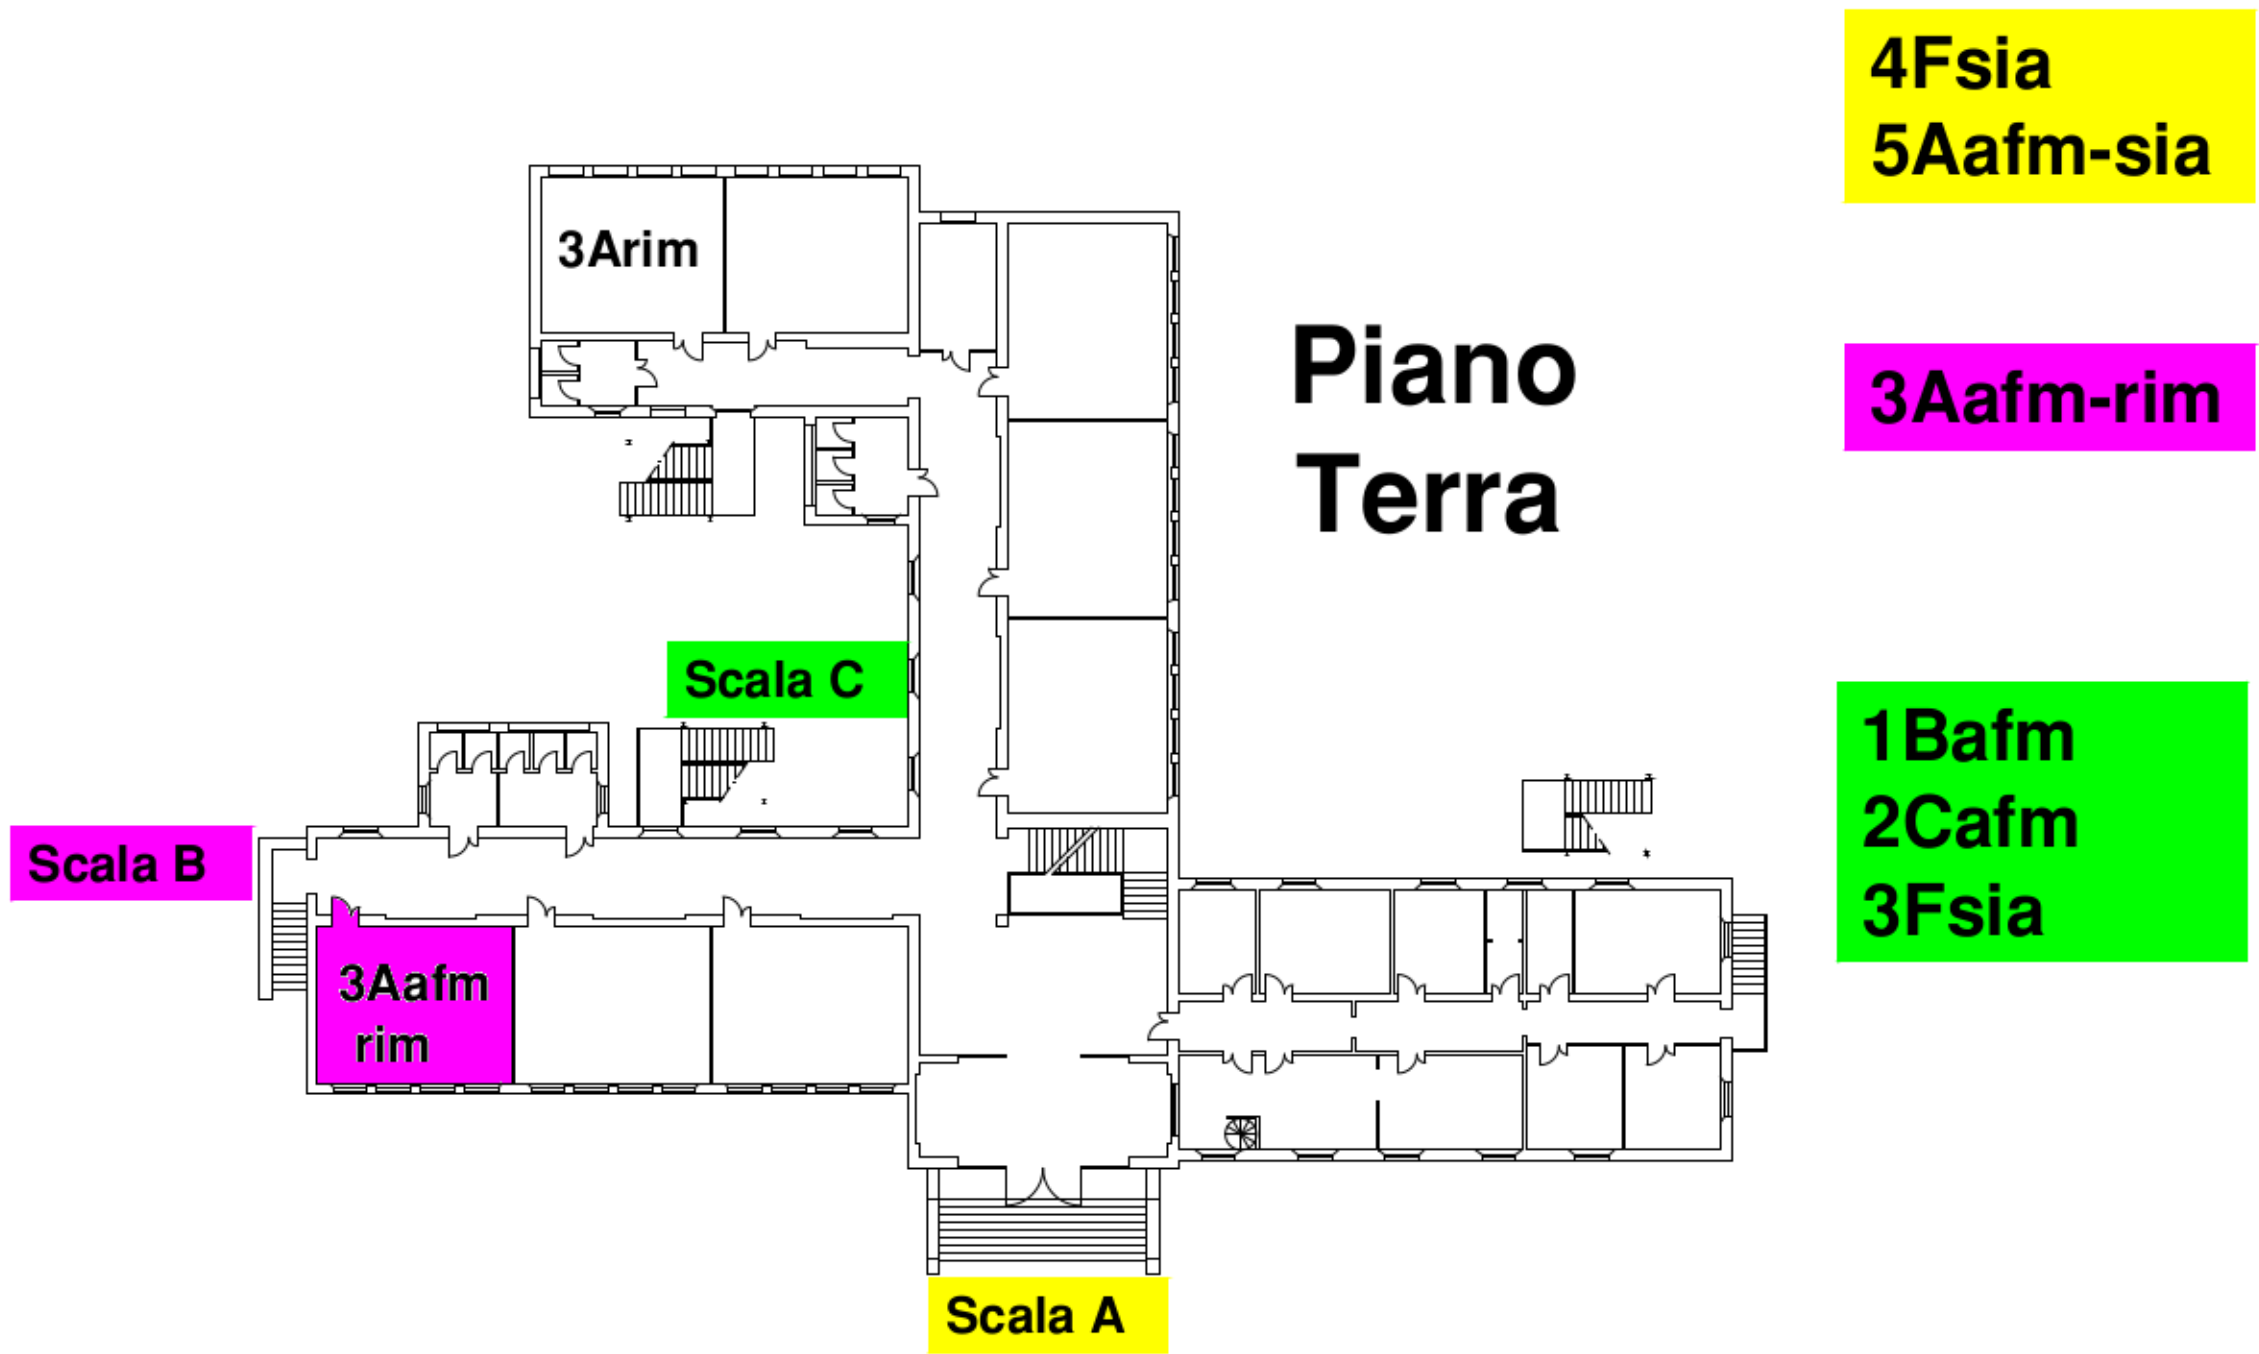 4Fsia
5Aafm-sia
3Arim
Piano
Terra
3Aafm-rim
Scala C
1Bafm
2Cafm
3Fsia
Scala B
3Aafm
rim
Scala A